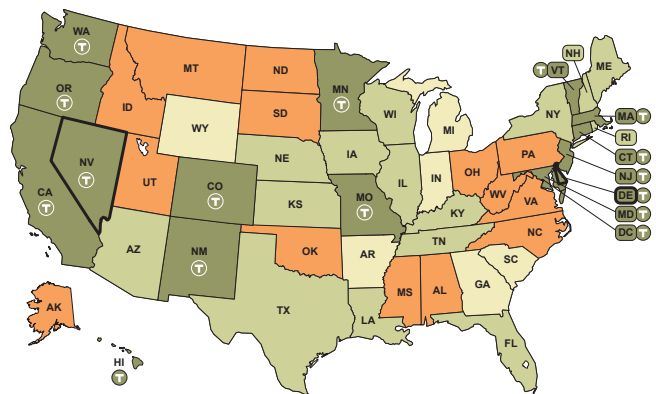 WA
T
MT
ND
MN
T
T VT
NH
ME
OR
T
ID
SD
WI
MI
NY
MA T
RI
WY
CT T
NV
T
NE
IA
PA
NJ T
CA
T
UT
CO
T
IL
IN
OH
DE T
MD T
DC T
KS
MO
T
WV
VA
KY
NC
TN
AZ
NM
T
OK
AR
SC
MS
AL
GA
TX
LA
FL
AK
HI
T